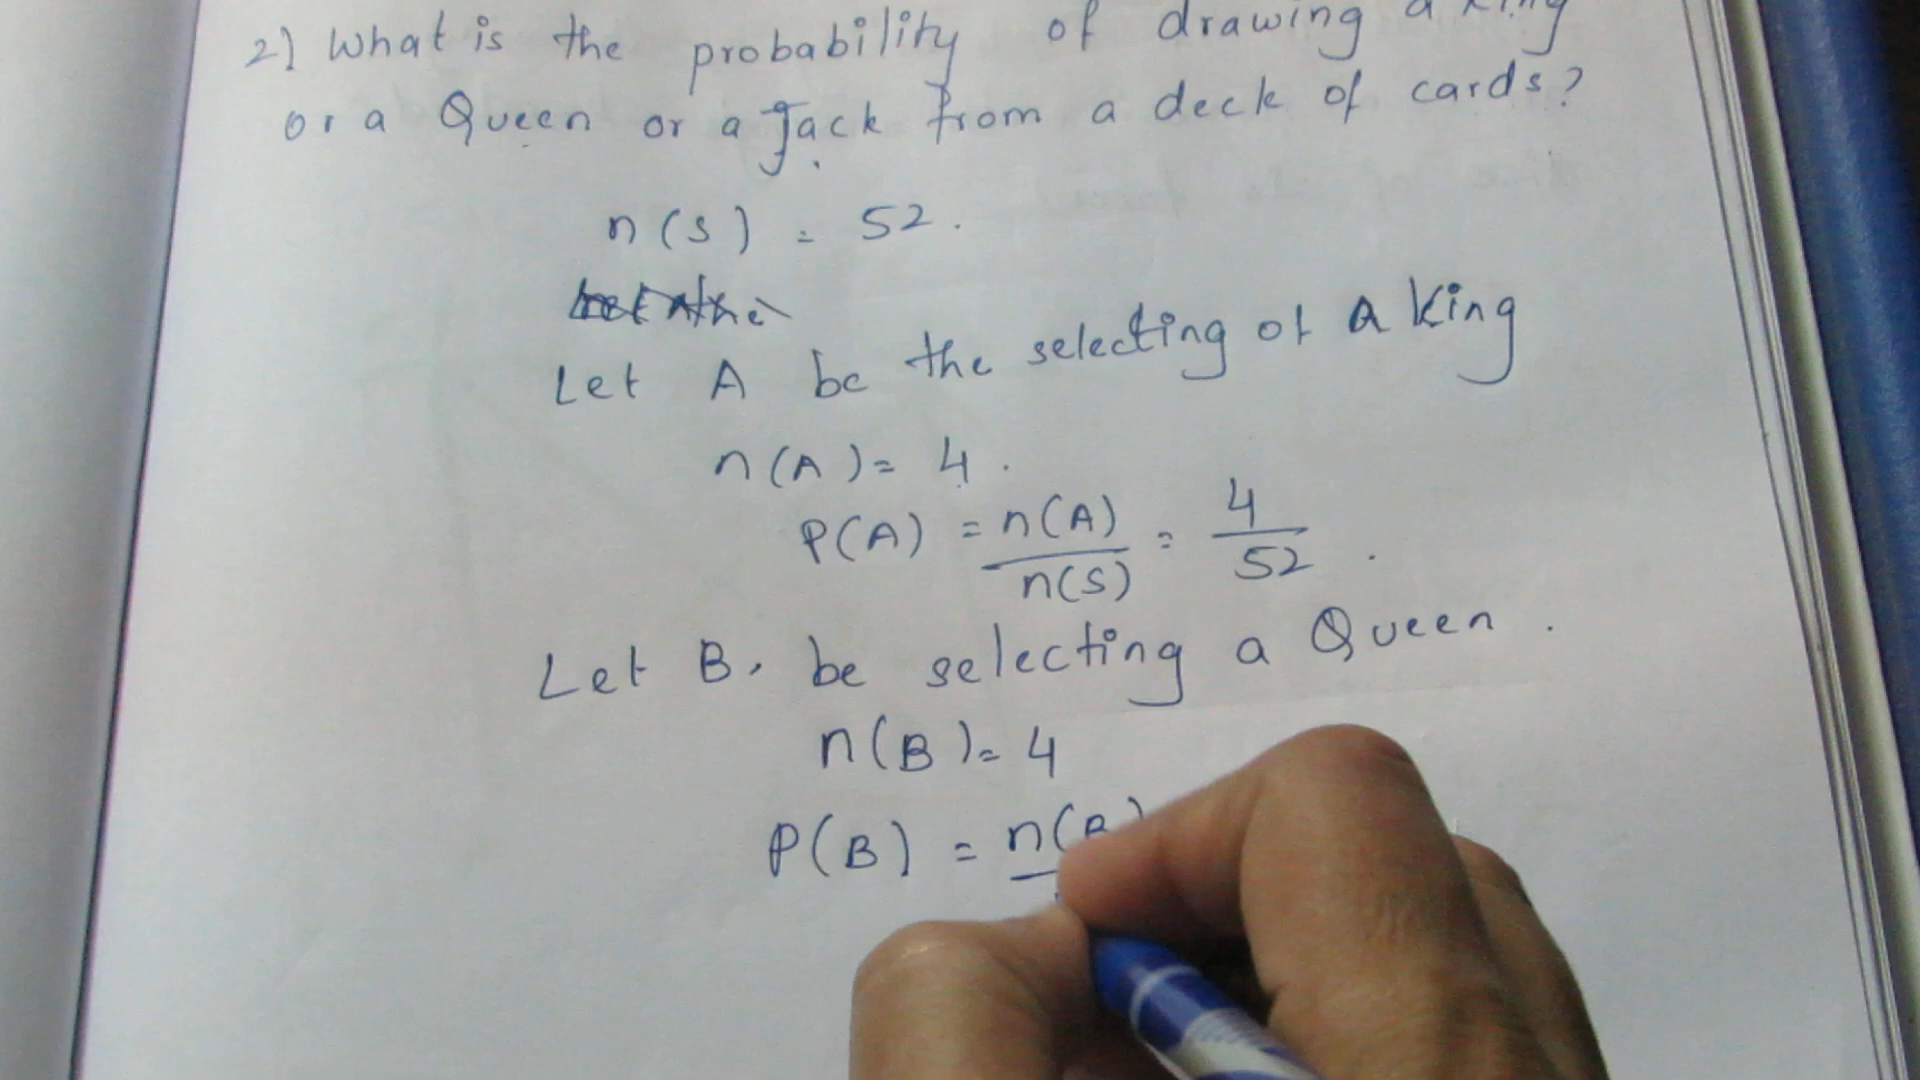 2) What is the probability of drawing a king
or a Queen or a Jack from a deck of cards?
n(s) = 52.
Let A be the selecting of a King
n(A) = 4.
P(A) = n(A) / n(S) = 4 / 52.
Let B. be selecting a Queen.
n(B) = 4
P(B) = n(B)